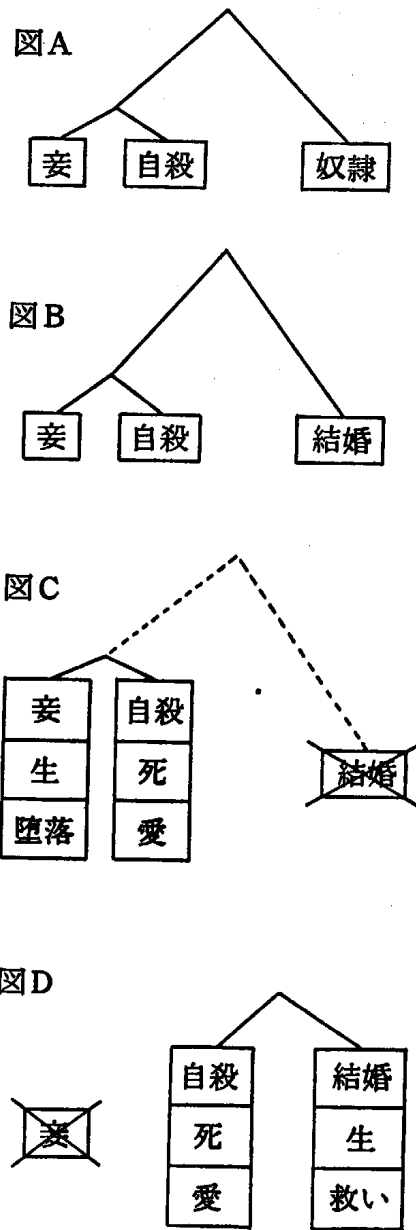 図A
妾 自殺 奴隷
図B
妾 自殺 結婚
図C
妾 自殺
生 死
結婚
堕落 愛
図D
自殺 結婚
妾 死 生
愛 救い